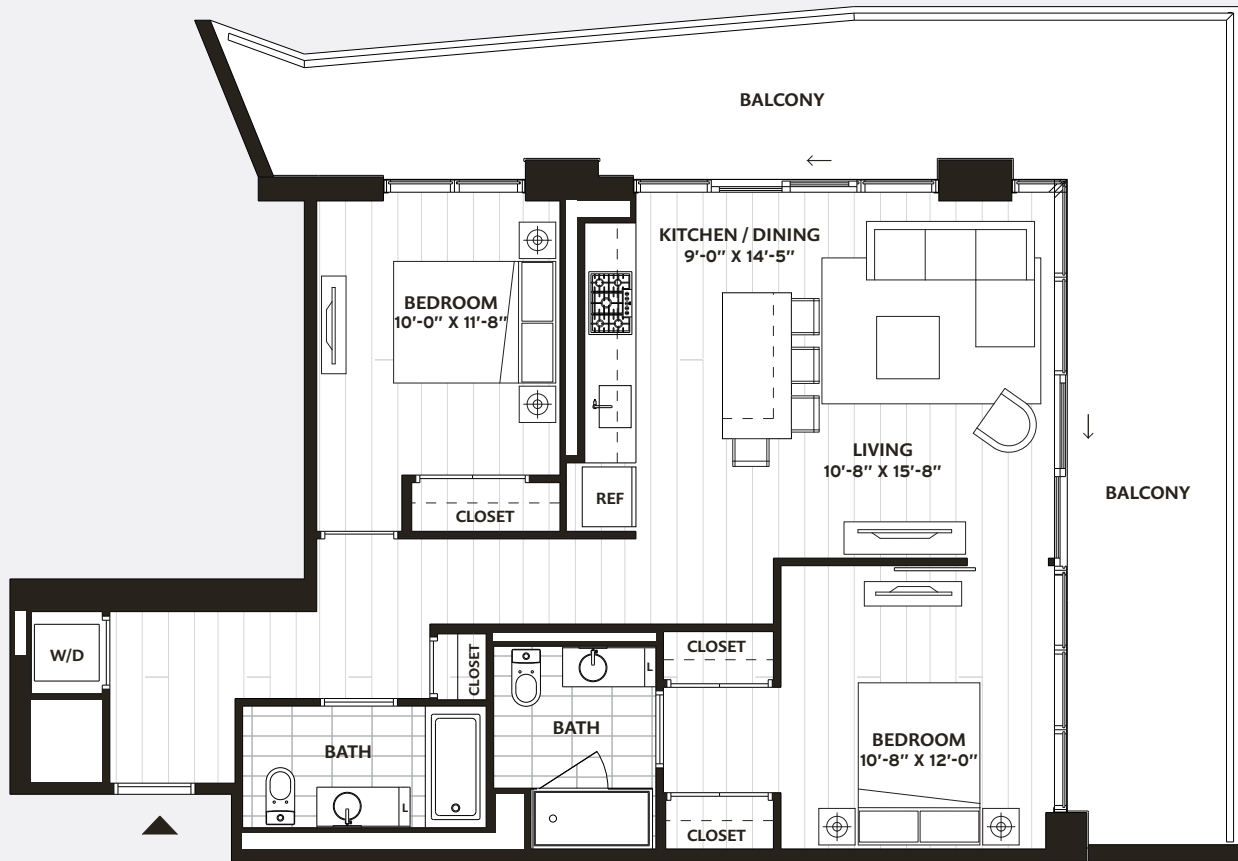 BALCONY
KITCHEN / DINING
9'-0" X 14'-5"
BEDROOM
10'-0" X 11'-8"
LIVING
10'-8" X 15'-8"
BALCONY
REF
CLOSET
W/D
CLOSET
CLOSET
L
BATH
BATH
BEDROOM
10'-8" X 12'-0"
L
CLOSET